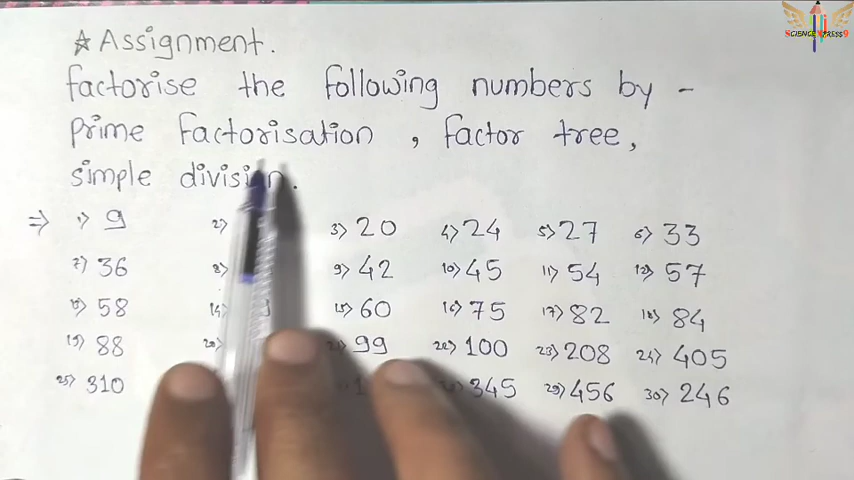 ☆ Assignment.
factorise the following numbers by -
prime factorisation, factor tree,
simple division.
⇒ 1) 9 2) 3) 20 4) 24 5) 27 6) 33
7) 36 8) 9) 42 10) 45 11) 54 12) 57
13) 58 14) 15) 60 16) 75 17) 82 18) 84
19) 88 20) 99 22) 100 23) 208 24) 405
25) 310 345 29) 456 30) 246
SCIENCE XPRESS9